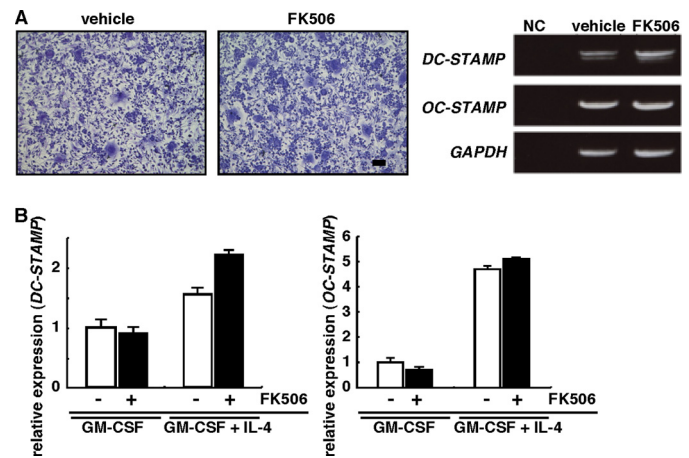 A
vehicle
FK506
NC vehicle FK506
DC-STAMP
OC-STAMP
GAPDH
B
relative expression (DC-STAMP)
2
1
0
- + - + FK506
GM-CSF GM-CSF + IL-4
relative expression (OC-STAMP)
6
5
4
3
2
1
0
- + - + FK506
GM-CSF GM-CSF + IL-4